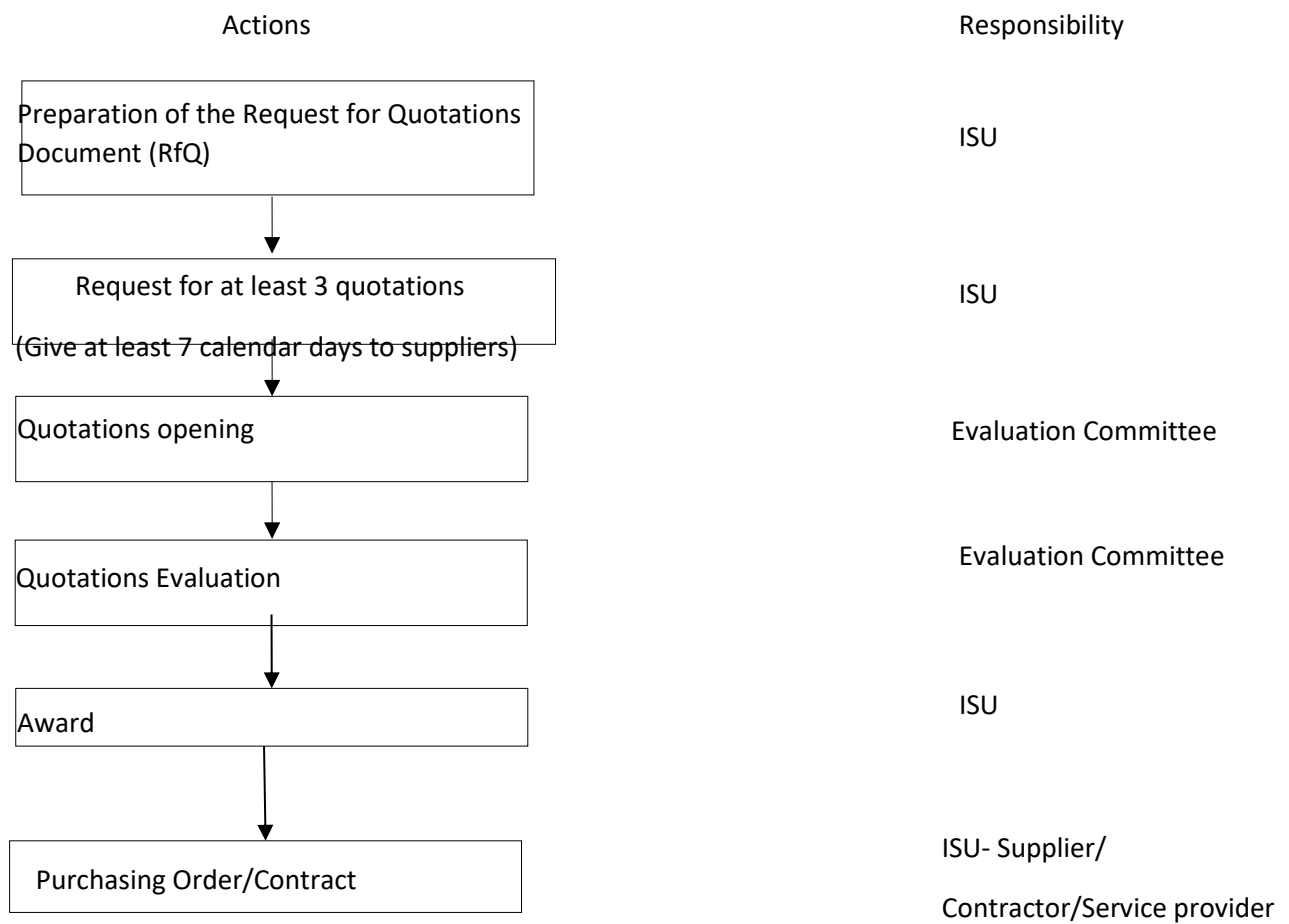 Actions
Responsibility
Preparation of the Request for Quotations
Document (RfQ)
ISU
Request for at least 3 quotations
(Give at least 7 calendar days to suppliers)
ISU
Quotations opening
Evaluation Committee
Quotations Evaluation
Evaluation Committee
Award
ISU
Purchasing Order/Contract
ISU- Supplier/
Contractor/Service provider